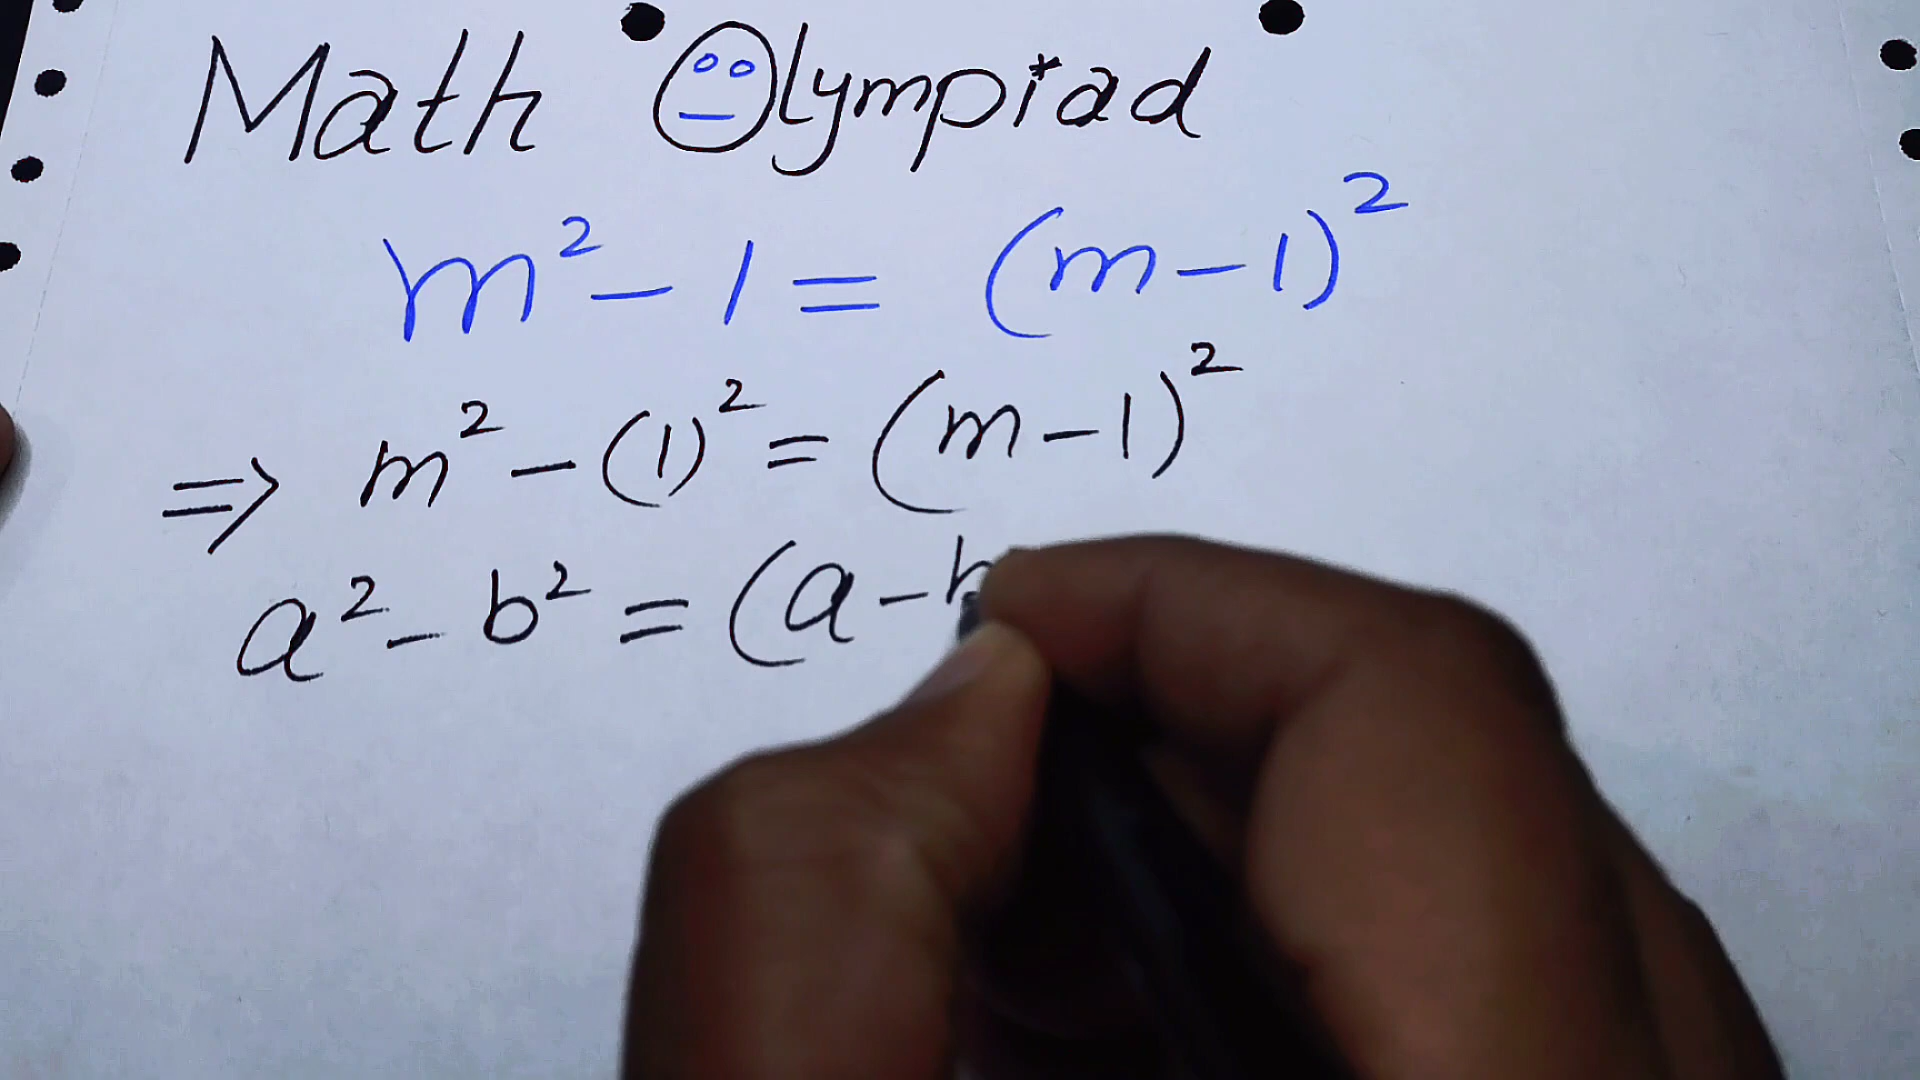 Math Olympiad
m² - 1 = (m - 1)²
⇒ m² - (1)² = (m - 1)²
a² - b² = (a - b